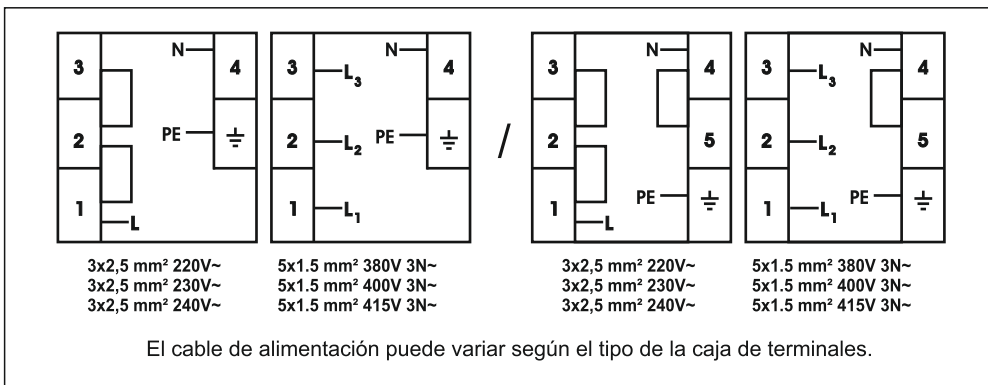 N
3
4
2
PE
1
L
3x2,5 mm² 220V~
3x2,5 mm² 230V~
3x2,5 mm² 240V~
N
3
L3
4
2
L2
PE
1
L1
5x1.5 mm² 380V 3N~
5x1.5 mm² 400V 3N~
5x1.5 mm² 415V 3N~
/
N
3
4
2
5
1
PE
L
3x2,5 mm² 220V~
3x2,5 mm² 230V~
3x2,5 mm² 240V~
N
3
L3
4
2
L2
5
1
L1
PE
5x1.5 mm² 380V 3N~
5x1.5 mm² 400V 3N~
5x1.5 mm² 415V 3N~
El cable de alimentación puede variar según el tipo de la caja de terminales.